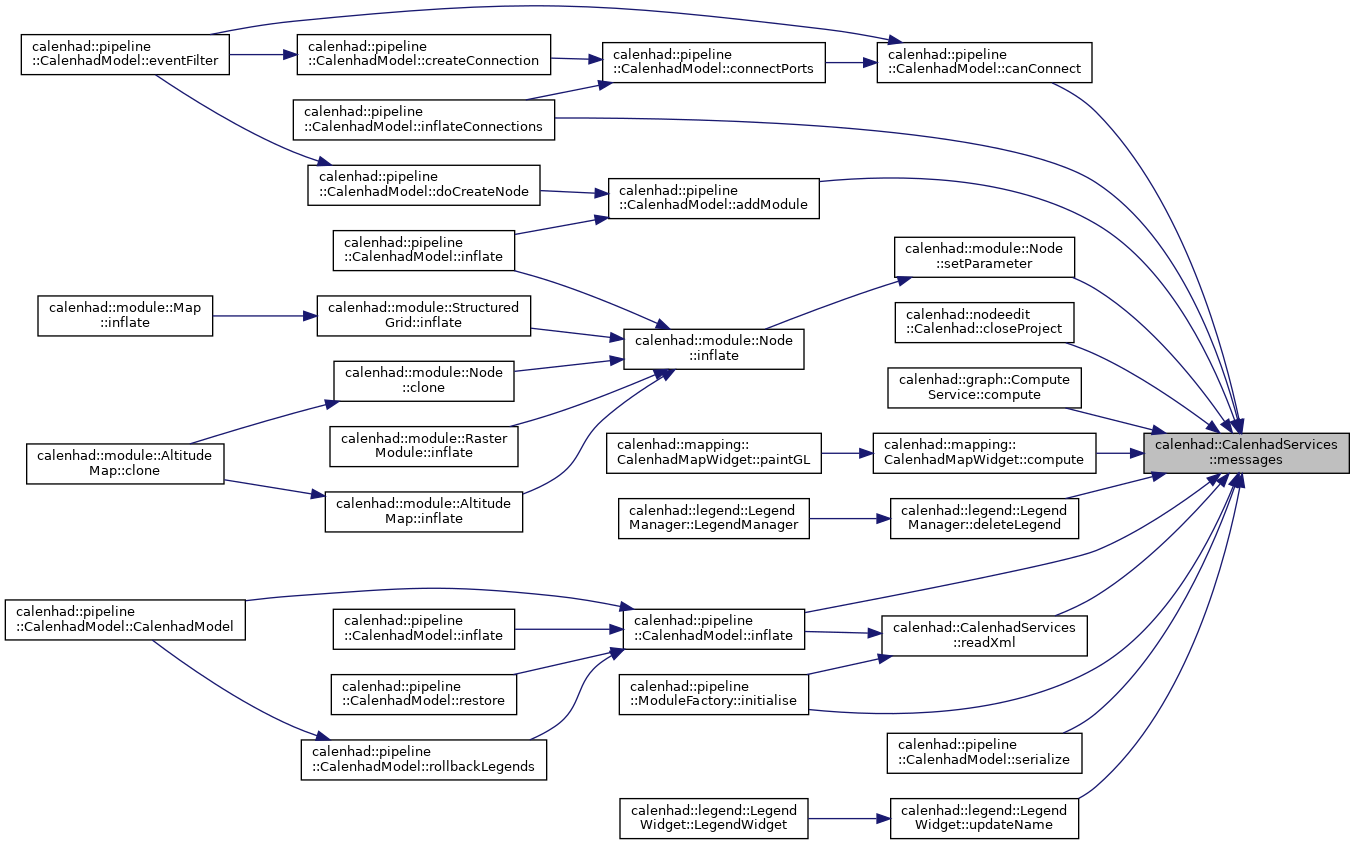 calenhad::pipeline
::CalenhadModel::eventFilter
calenhad::pipeline
::CalenhadModel::createConnection
calenhad::pipeline
::CalenhadModel::connectPorts
calenhad::pipeline
::CalenhadModel::canConnect
calenhad::pipeline
::CalenhadModel::inflateConnections
calenhad::pipeline
::CalenhadModel::doCreateNode
calenhad::pipeline
::CalenhadModel::addModule
calenhad::pipeline
::CalenhadModel::inflate
calenhad::module::Node
::setParameter
calenhad::module::Map
::inflate
calenhad::module::Structured
Grid::inflate
calenhad::nodeedit
::Calenhad::closeProject
calenhad::module::Node
::inflate
calenhad::module::Node
::clone
calenhad::graph::Compute
Service::compute
calenhad::module::Raster
Module::inflate
calenhad::module::Altitude
Map::clone
calenhad::mapping::
CalenhadMapWidget::paintGL
calenhad::mapping::
CalenhadMapWidget::compute
calenhad::CalenhadServices
::messages
calenhad::module::Altitude
Map::inflate
calenhad::legend::Legend
Manager::LegendManager
calenhad::legend::Legend
Manager::deleteLegend
calenhad::pipeline
::CalenhadModel::CalenhadModel
calenhad::pipeline
::CalenhadModel::inflate
calenhad::pipeline
::CalenhadModel::inflate
calenhad::CalenhadServices
::readXml
calenhad::pipeline
::CalenhadModel::restore
calenhad::pipeline
::ModuleFactory::initialise
calenhad::pipeline
::CalenhadModel::rollbackLegends
calenhad::pipeline
::CalenhadModel::serialize
calenhad::legend::Legend
Widget::LegendWidget
calenhad::legend::Legend
Widget::updateName